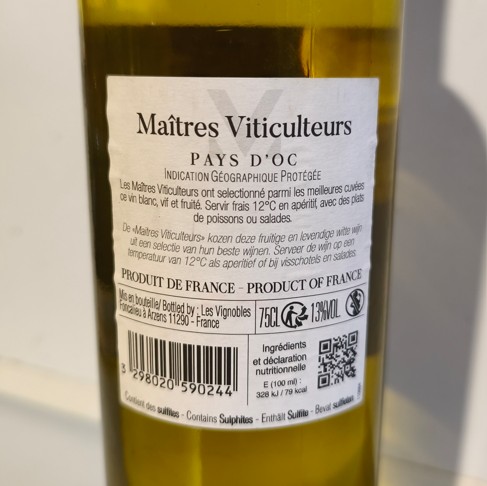 Maîtres Viticulteurs
PAYS D'OC
INDICATION GÉOGRAPHIQUE PROTÉGÉE
Les Maîtres Viticulteurs ont selectionné parmi les meilleures cuvées
ce vin blanc, vif et fruité. Servir frais 12°C en apéritif, avec des plats
de poissons ou salades.
De «Maitres Viticulteurs» kozen deze fruitige en levendige witte wijn
uit een selectie van hun beste wijnen. Serveer de wijn op een
temperatuur van 12°C als aperitief of bij visschotels en salades.
PRODUIT DE FRANCE - PRODUCT OF FRANCE
Mis en bouteille/ Bottled by : Les Vignobles
Foncalieu à Arzens 11290 - France
75CL 13%VOL.
Ingrédients
et déclaration
nutritionnelle
E (100 ml) :
328 kJ / 79 kcal
3 298020 590244
Contient des sulfites - Contains Sulphites - Enthält Sulfite - Bevat sulfieten